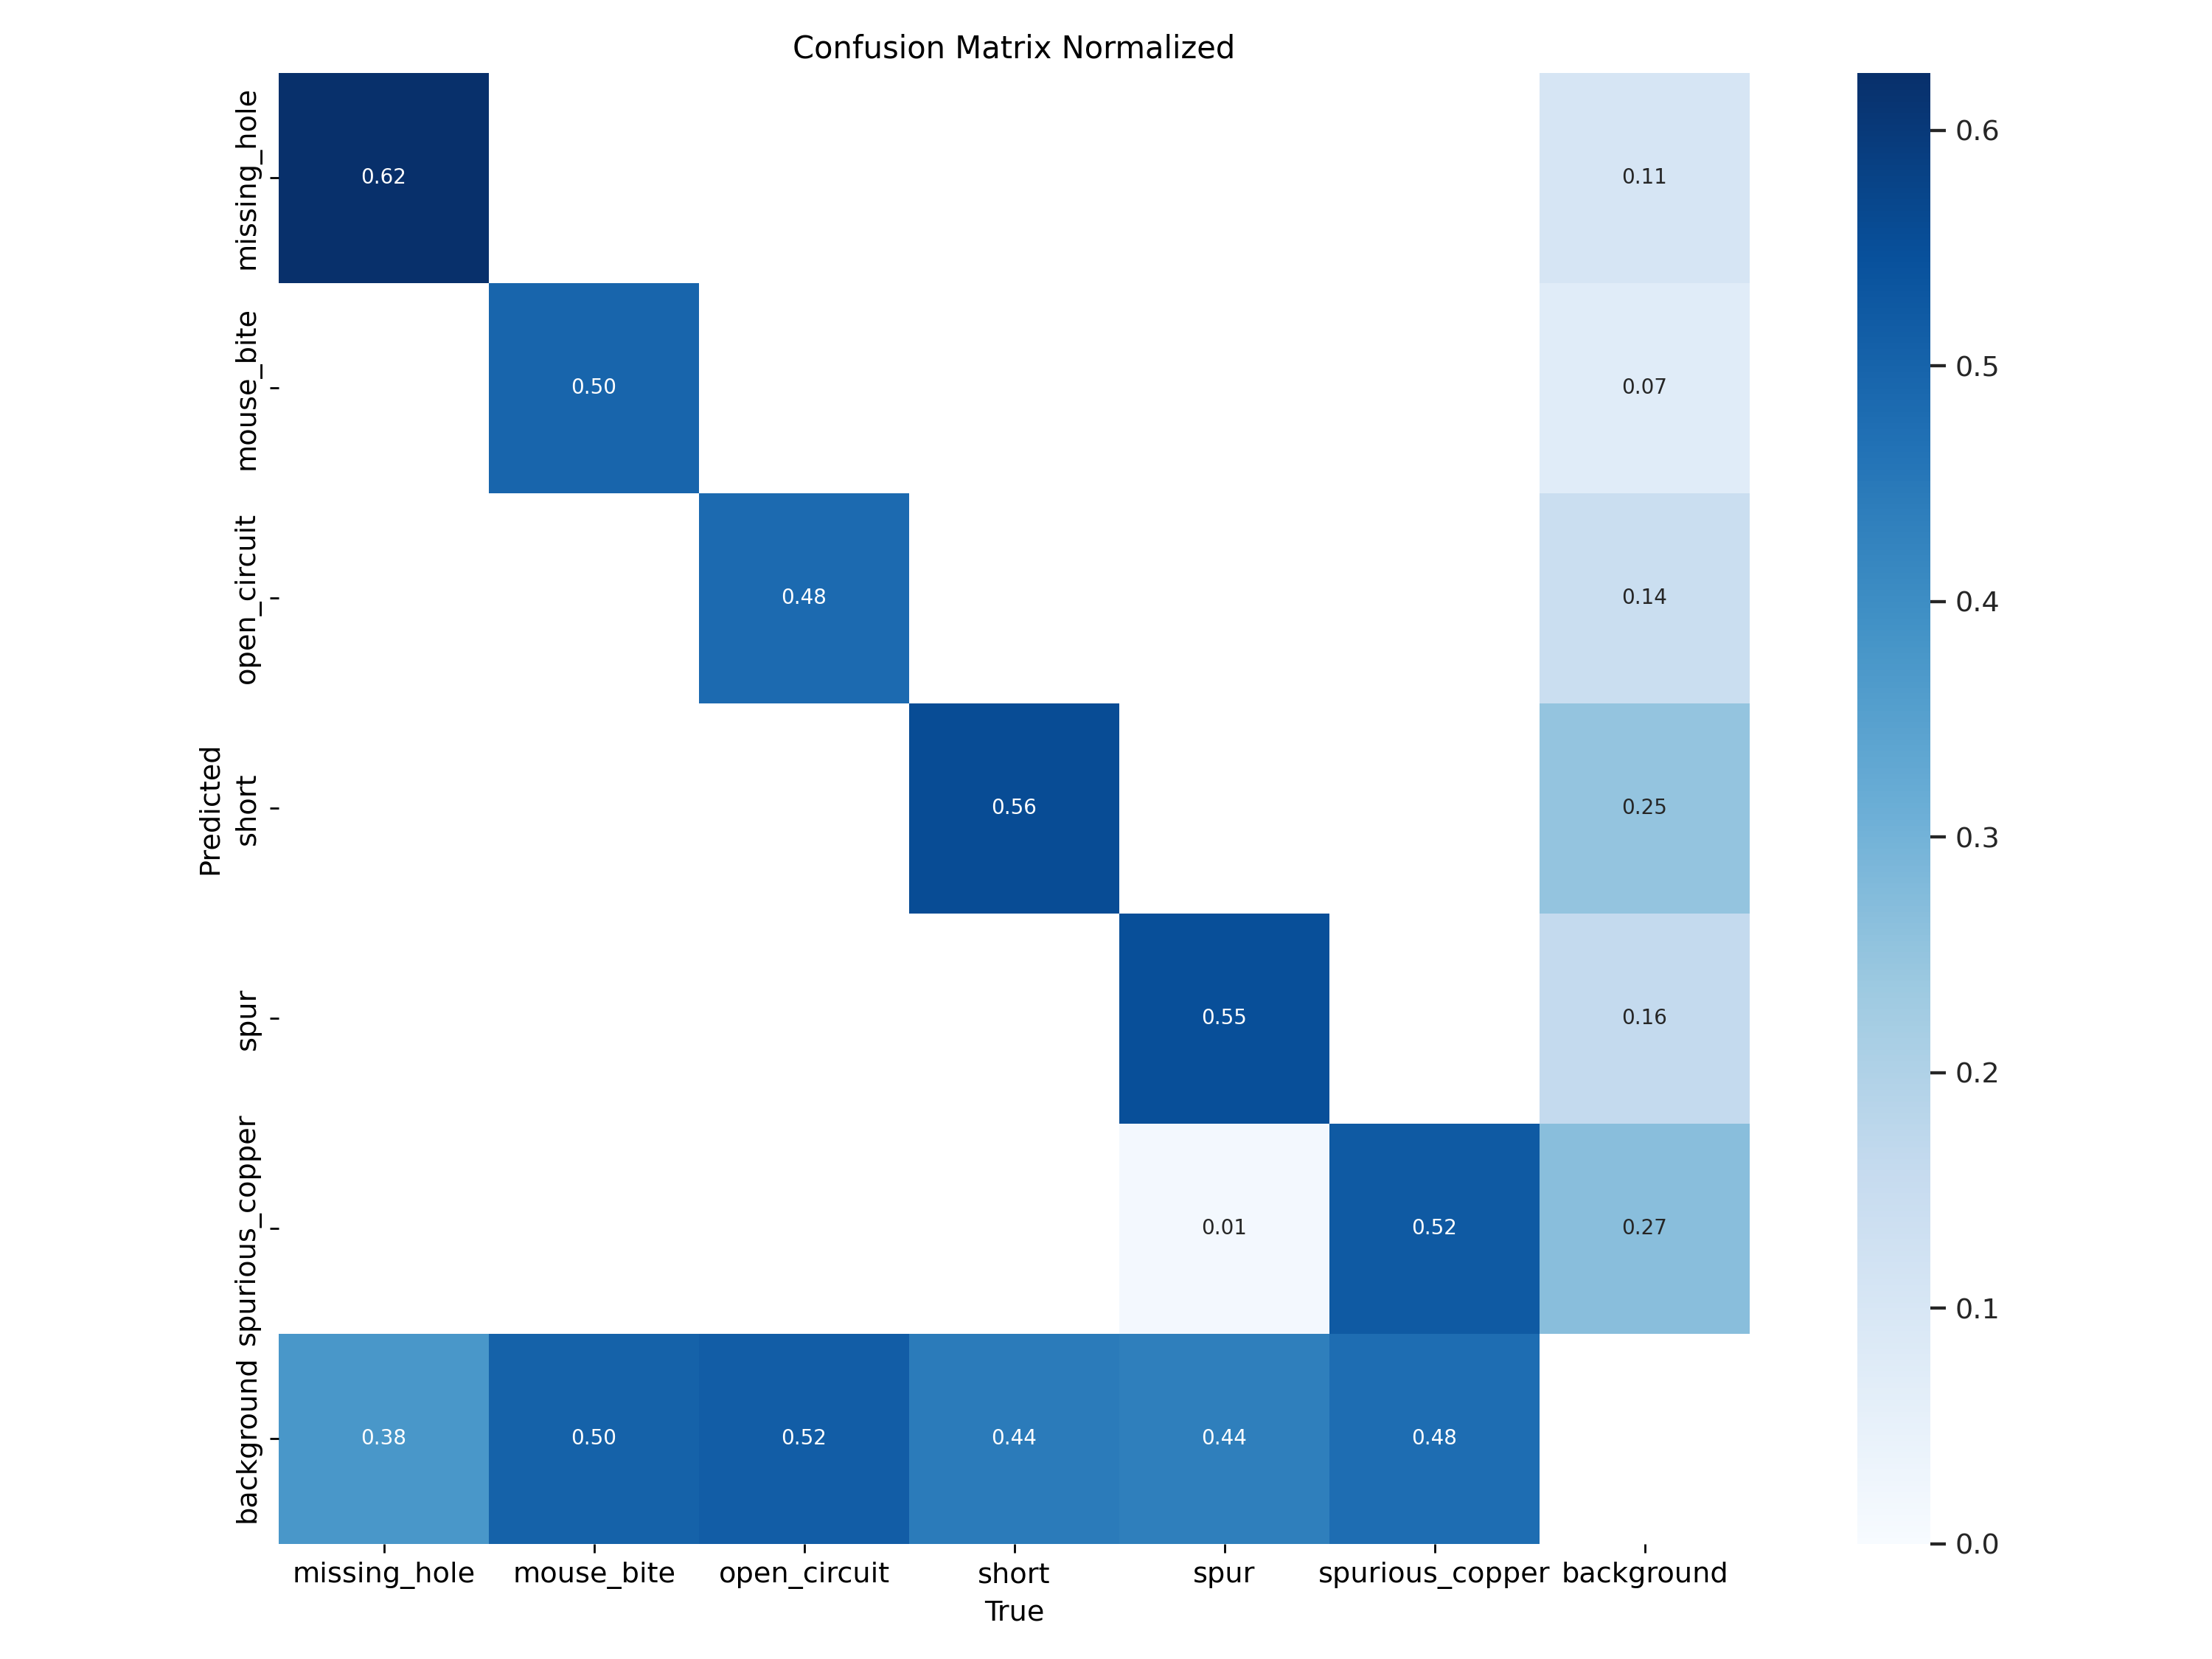 Confusion Matrix Normalized
missing_hole
0.62
0.11
mouse_bite
0.50
0.07
open_circuit
0.48
0.14
short
0.56
0.25
spur
0.55
0.16
spurious_copper
0.01
0.52
0.27
background
0.38
0.50
0.52
0.44
0.44
0.48
Predicted
missing_hole
mouse_bite
open_circuit
short
spur
spurious_copper
background
True
0.6
0.5
0.4
0.3
0.2
0.1
0.0